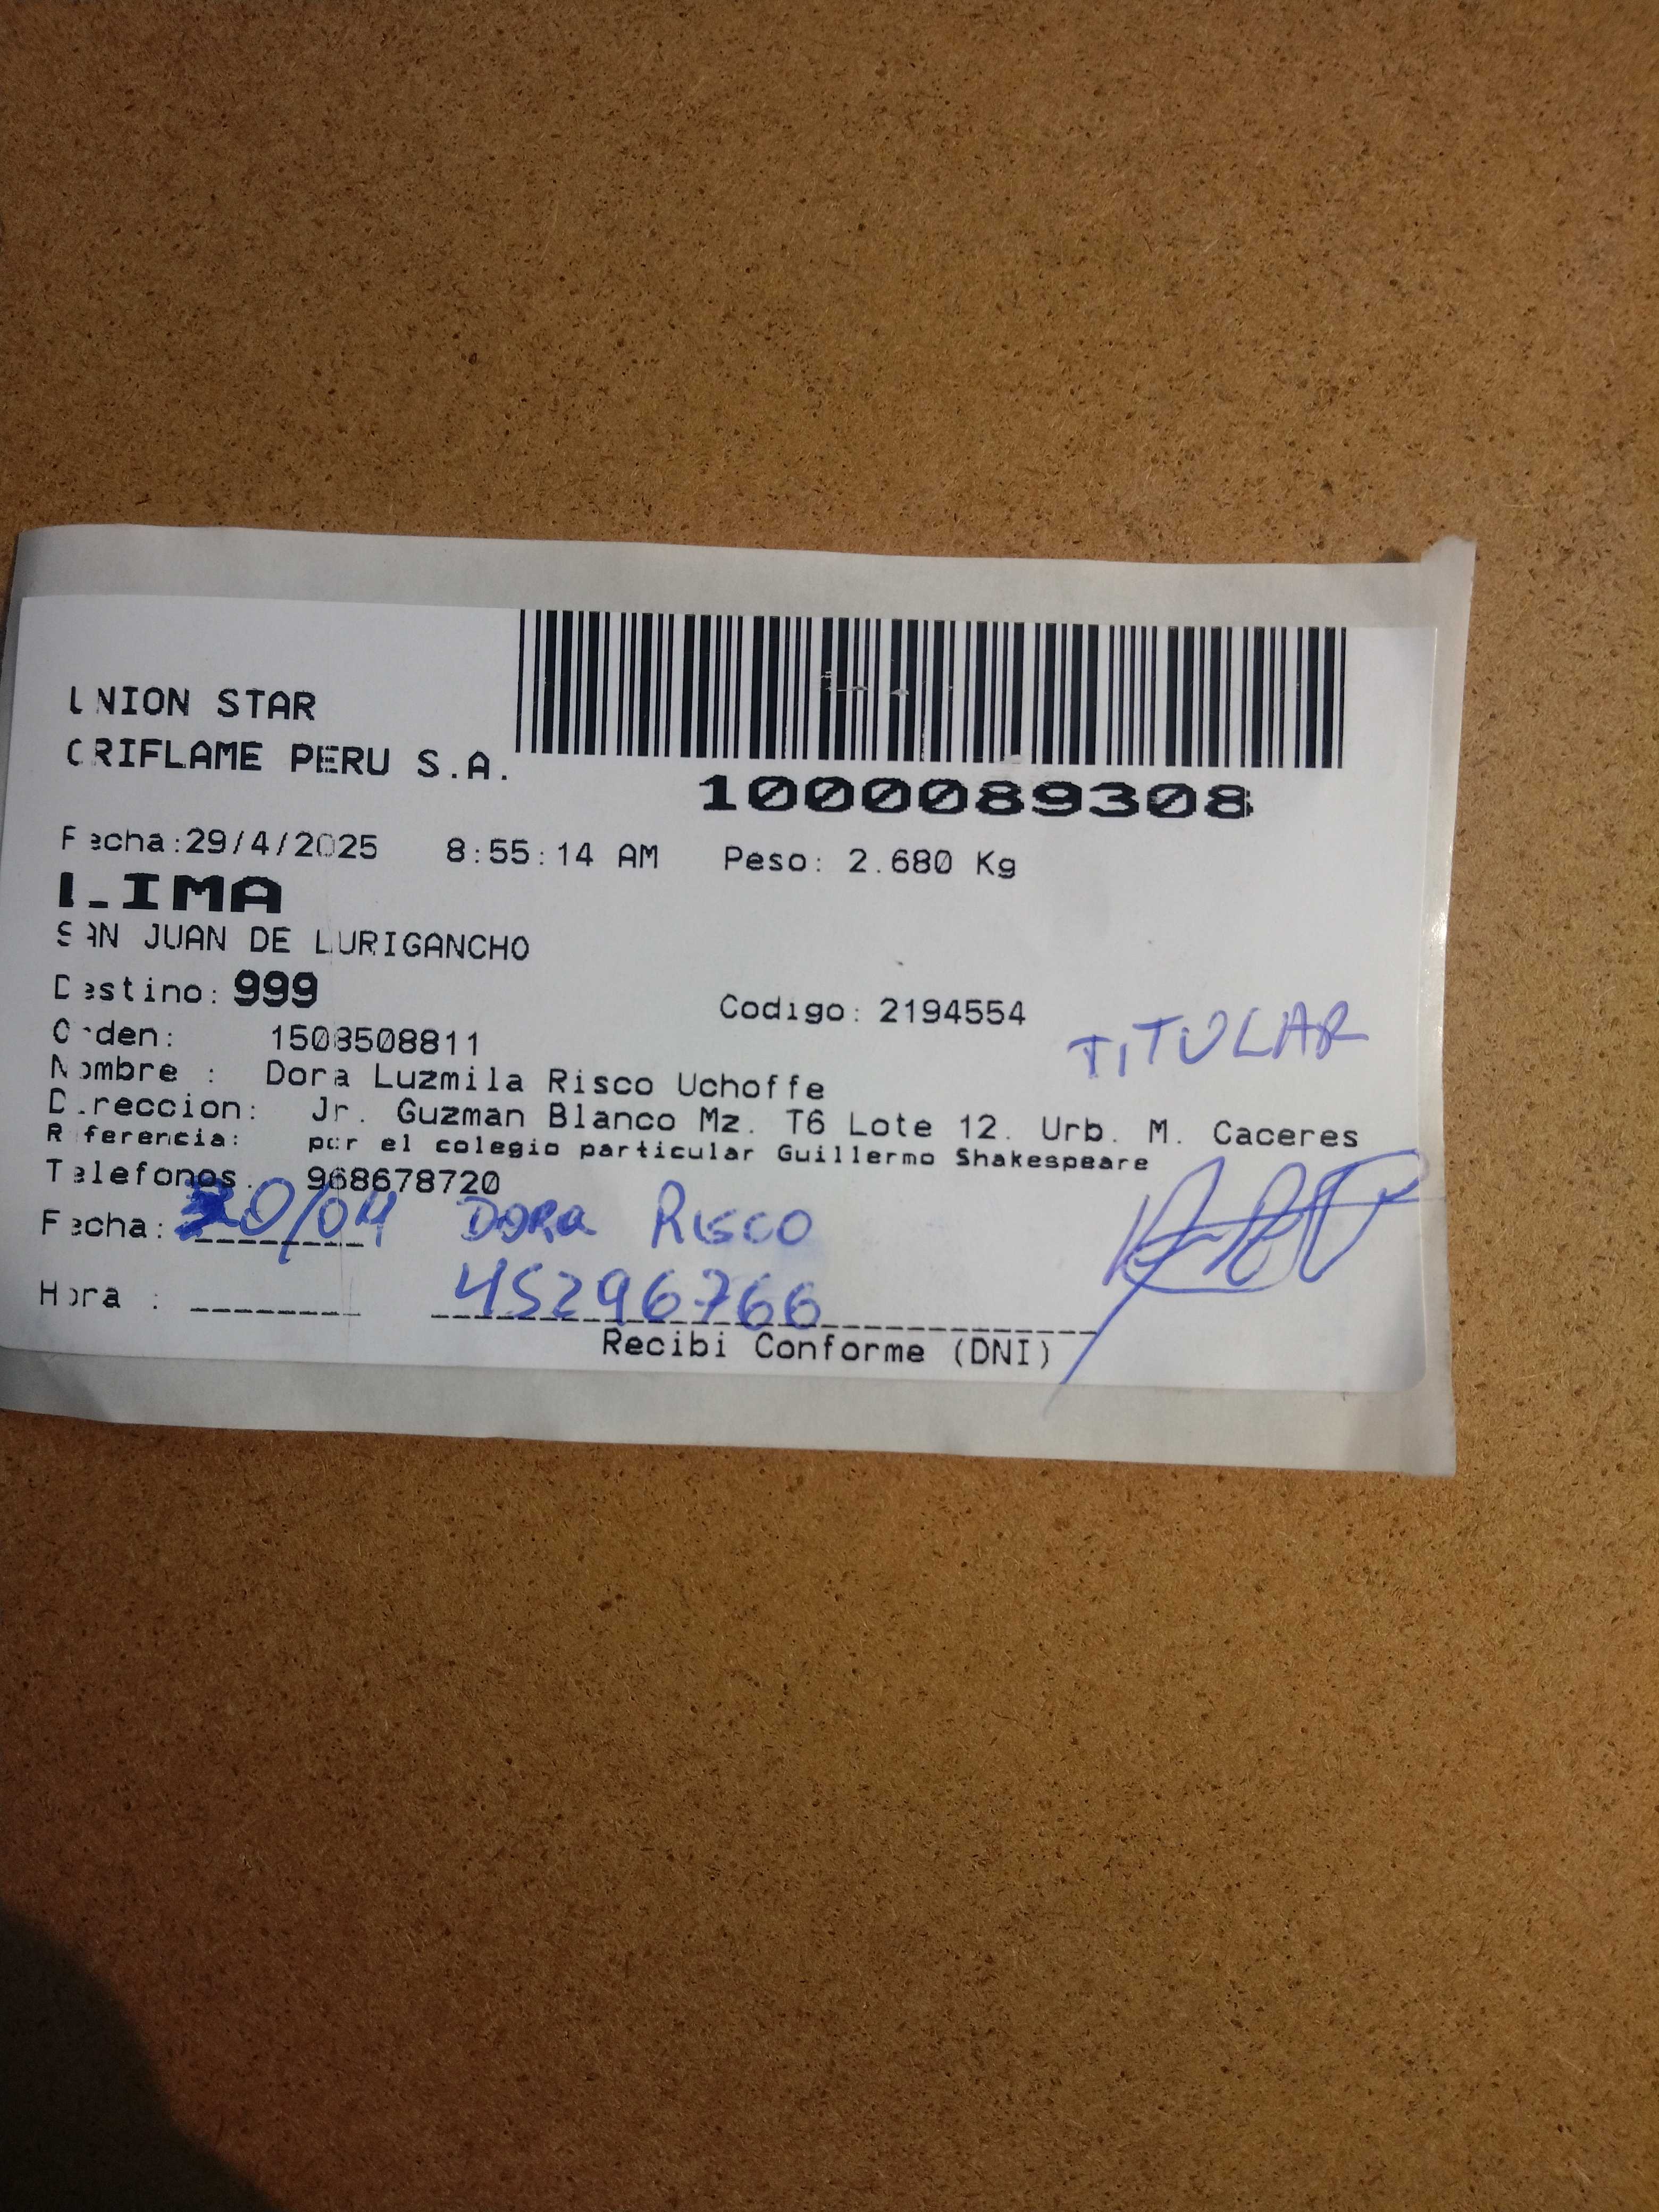 UNION STAR
ORIFLAME PERU S.A.
1000089308
Fecha:29/4/2025 8:55:14 AM Peso: 2.680 Kg
LIMA
SAN JUAN DE LURIGANCHO
Destino: 999
Codigo: 2194554
TITULAR
Orden: 1508508811
Nombre : Dora Luzmila Risco Uchoffe
Direccion: Jr. Guzman Blanco Mz. T6 Lote 12. Urb. M. Caceres
Referencia: por el colegio particular Guillermo Shakespeare
Telefonos. 968678720
Fecha: 30/04 DORA RISCO
Hora : 45296766
Recibi Conforme (DNI)